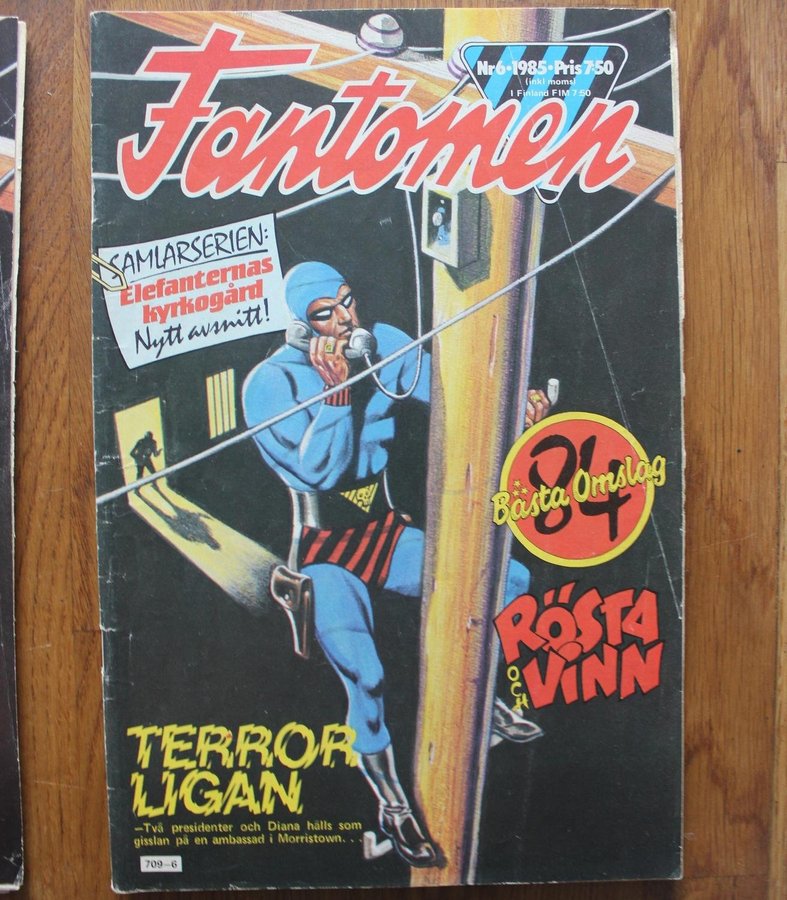 Fantomen
Nr 6•1985•Pris 7:50
(inkl moms)
I Finland FIM 7:50
SAMLARSERIEN:
Elefanternas
kyrkogård
Nytt avsnitt!
84
Bästa Omslag
RÖSTA
OCH
VINN
TERROR
LIGAN
—Två presidenter och Diana hålls som
gisslan på en ambassad i Morristown. . .
709—6